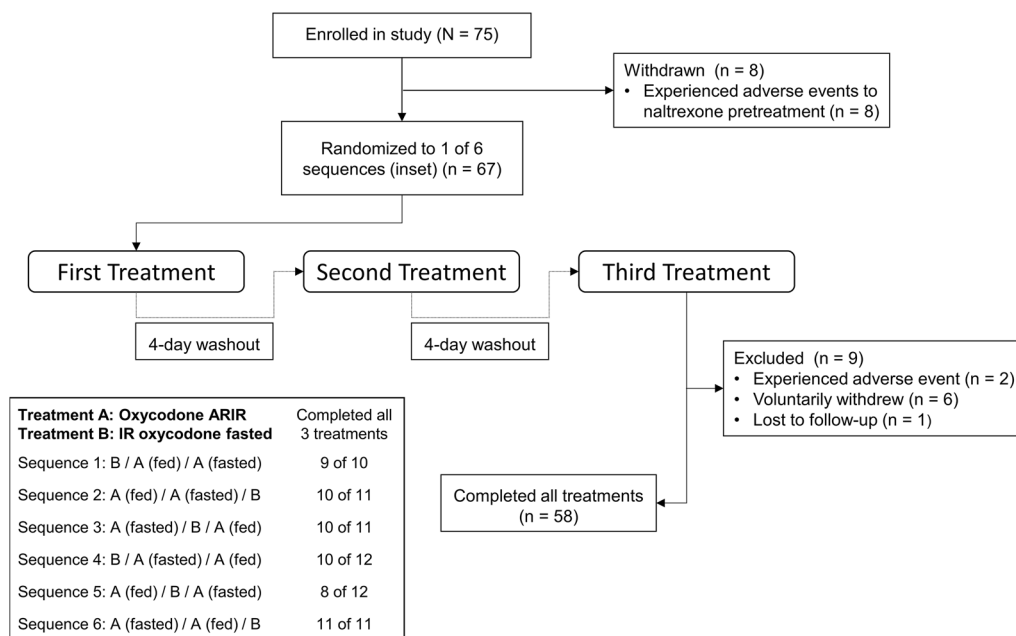 Enrolled in study (N = 75)
Withdrawn (n = 8)
• Experienced adverse events to
naltrexone pretreatment (n = 8)
Randomized to 1 of 6
sequences (inset) (n = 67)
First Treatment
Second Treatment
Third Treatment
4-day washout
4-day washout
Excluded (n = 9)
• Experienced adverse event (n = 2)
• Voluntarily withdrew (n = 6)
• Lost to follow-up (n = 1)
Completed all treatments
(n = 58)
Treatment A: Oxycodone ARIR Completed all
Treatment B: IR oxycodone fasted 3 treatments
Sequence 1: B / A (fed) / A (fasted) 9 of 10
Sequence 2: A (fed) / A (fasted) / B 10 of 11
Sequence 3: A (fasted) / B / A (fed) 10 of 11
Sequence 4: B / A (fasted) / A (fed) 10 of 12
Sequence 5: A (fed) / B / A (fasted) 8 of 12
Sequence 6: A (fasted) / A (fed) / B 11 of 11